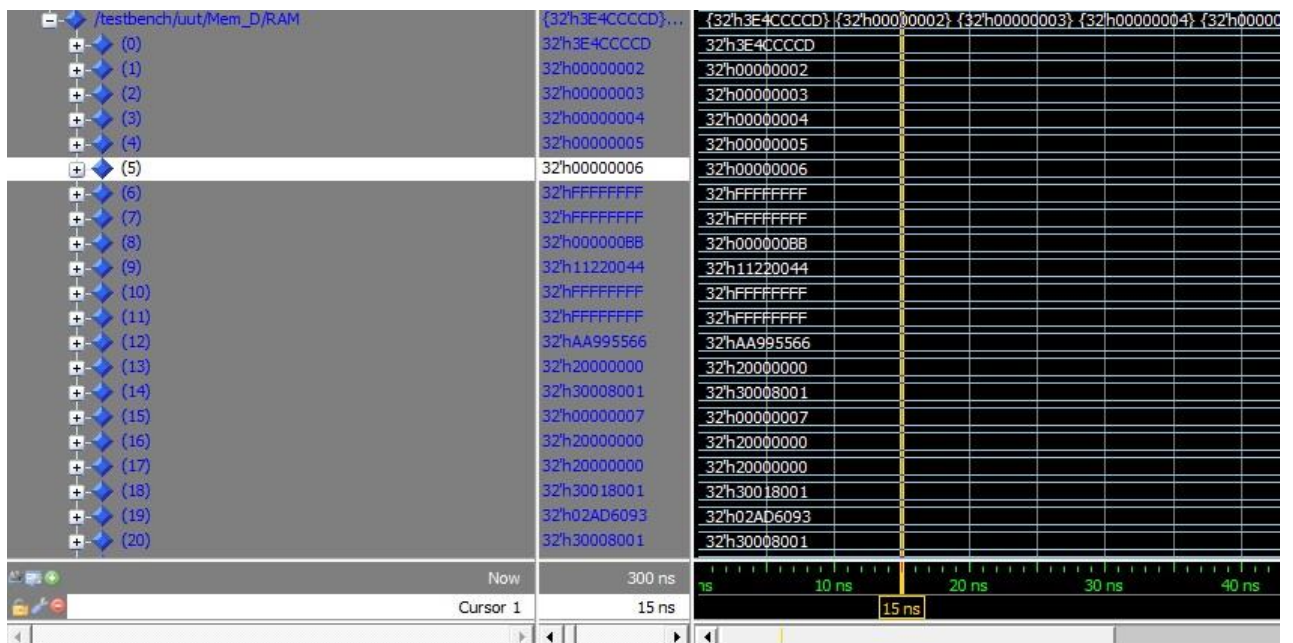 /testbench/uut/Mem_D/RAM {32'h3E4CCCCD}... {32'h3E4CCCCD} {32'h00000002} {32'h00000003} {32'h00000004} {32'h00000
(0) 32'h3E4CCCCD 32'h3E4CCCCD
(1) 32'h00000002 32'h00000002
(2) 32'h00000003 32'h00000003
(3) 32'h00000004 32'h00000004
(4) 32'h00000005 32'h00000005
(5) 32'h00000006 32'h00000006
(6) 32'hFFFFFFFF 32'hFFFFFFFF
(7) 32'hFFFFFFFF 32'hFFFFFFFF
(8) 32'h000000BB 32'h000000BB
(9) 32'h11220044 32'h11220044
(10) 32'hFFFFFFFF 32'hFFFFFFFF
(11) 32'hFFFFFFFF 32'hFFFFFFFF
(12) 32'hAA995566 32'hAA995566
(13) 32'h20000000 32'h20000000
(14) 32'h30008001 32'h30008001
(15) 32'h00000007 32'h00000007
(16) 32'h20000000 32'h20000000
(17) 32'h20000000 32'h20000000
(18) 32'h30018001 32'h30018001
(19) 32'h02AD6093 32'h02AD6093
(20) 32'h30008001 32'h30008001
Now 300 ns ns 10 ns 20 ns 30 ns 40 ns
Cursor 1 15 ns 15 ns